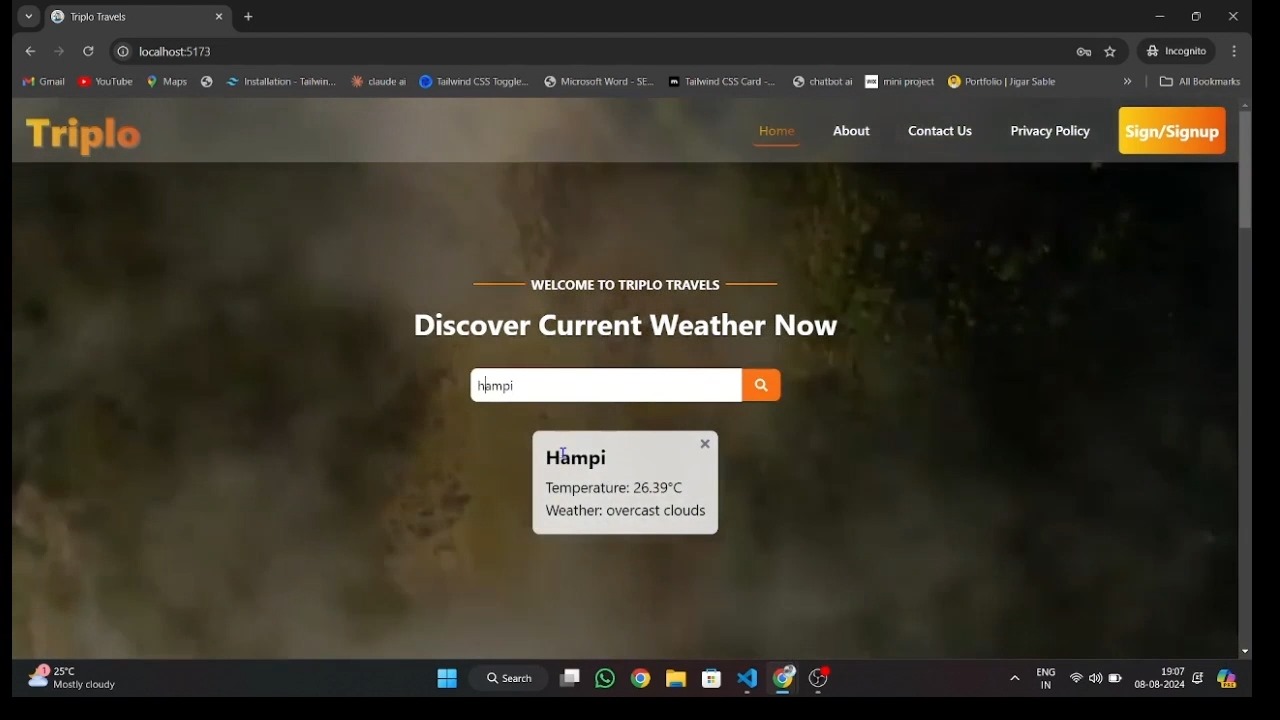 Triplo Travels
localhost:5173
Incognito
Gmail
YouTube
Maps
Installation - Tailwin...
claude ai
Tailwind CSS Toggle...
Microsoft Word - SE...
Tailwind CSS Card -...
chatbot ai
mini project
Portfolio | Jigar Sable
All Bookmarks
Triplo
Home
About
Contact Us
Privacy Policy
Sign/Signup
WELCOME TO TRIPLO TRAVELS
Discover Current Weather Now
hampi
Hampi
Temperature: 26.39°C
Weather: overcast clouds
1
25°C
Mostly cloudy
Search
ENG
IN
19:07
08-08-2024